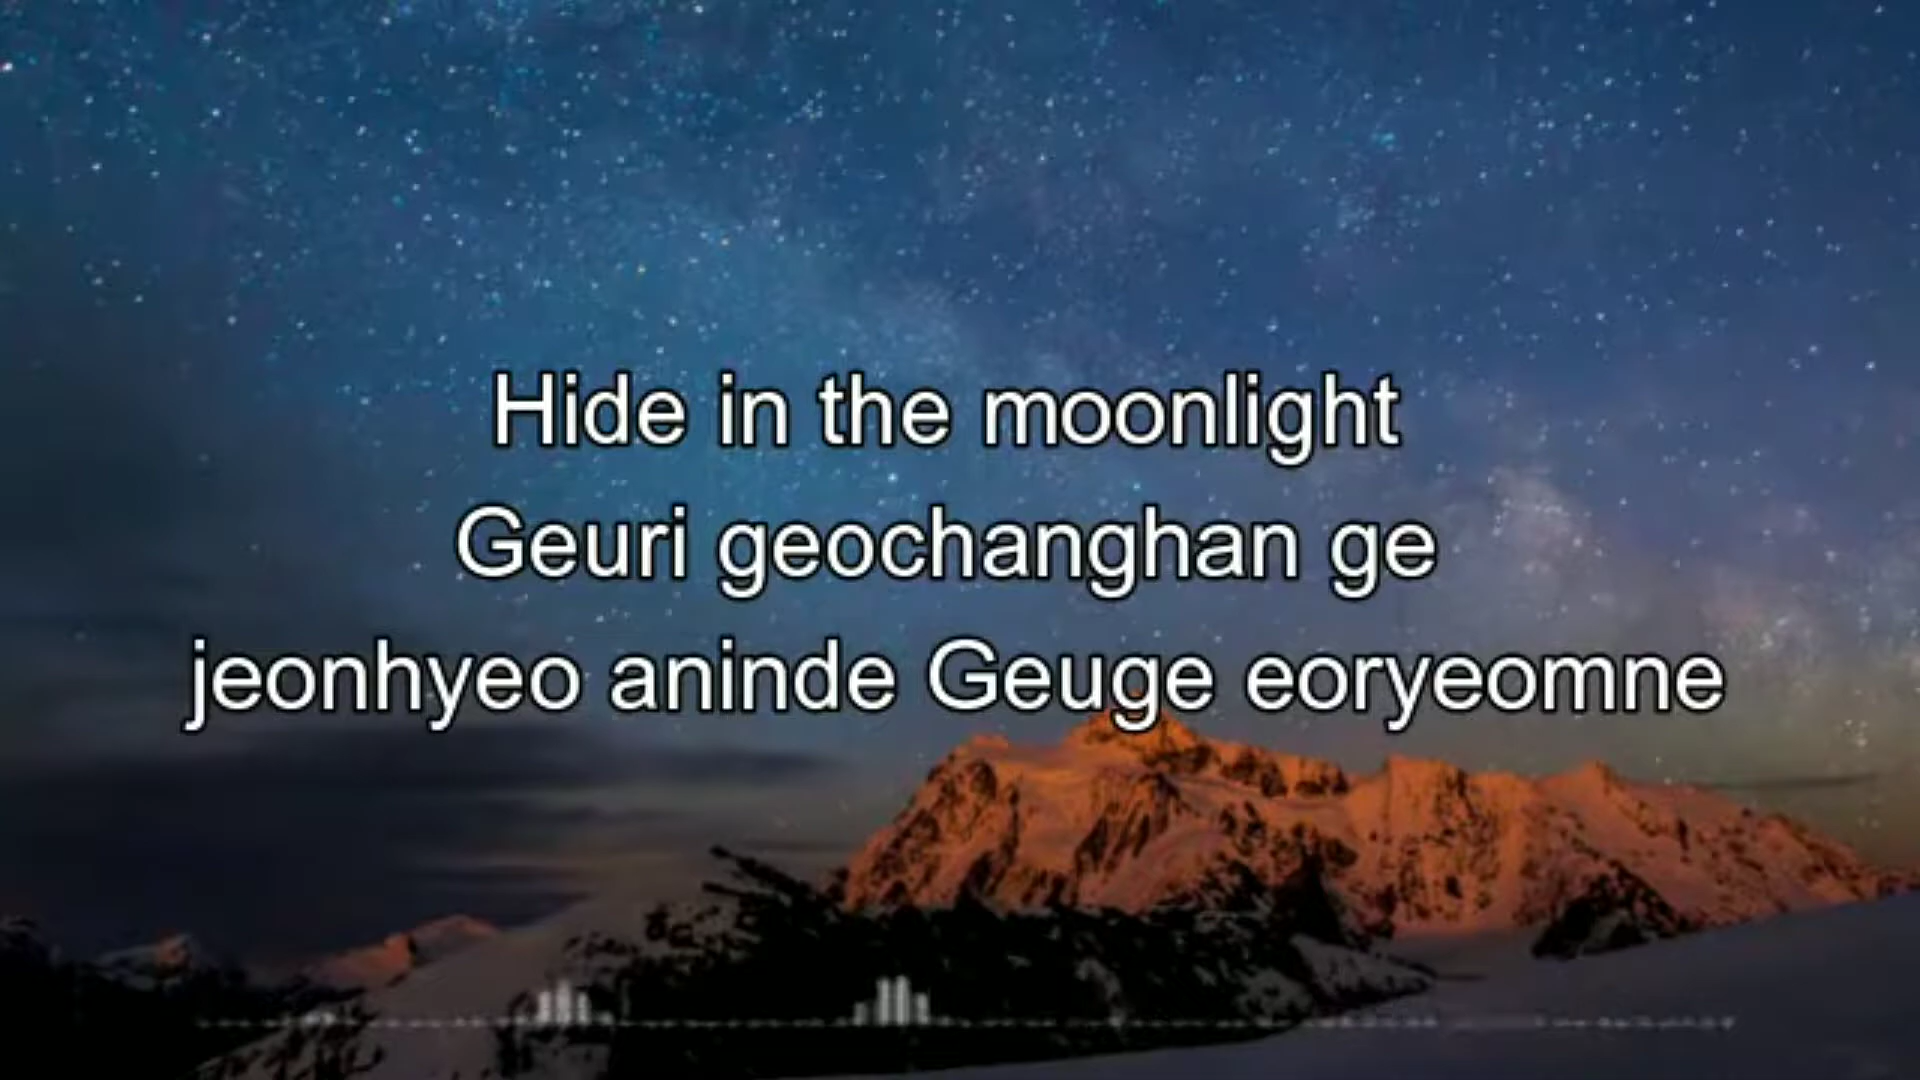 Hide in the moonlight
Geuri geochanghan ge
jeonhyeo aninde Geuge eoryeomne